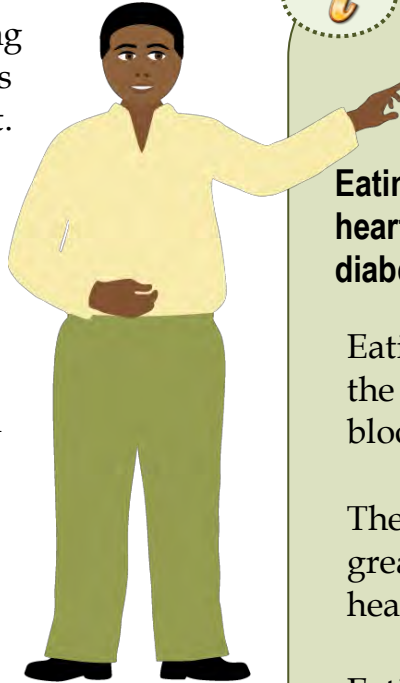 ng
s
t.
i
Eatin
heart
diabe
Eati
the
bloo
The
grea
hea